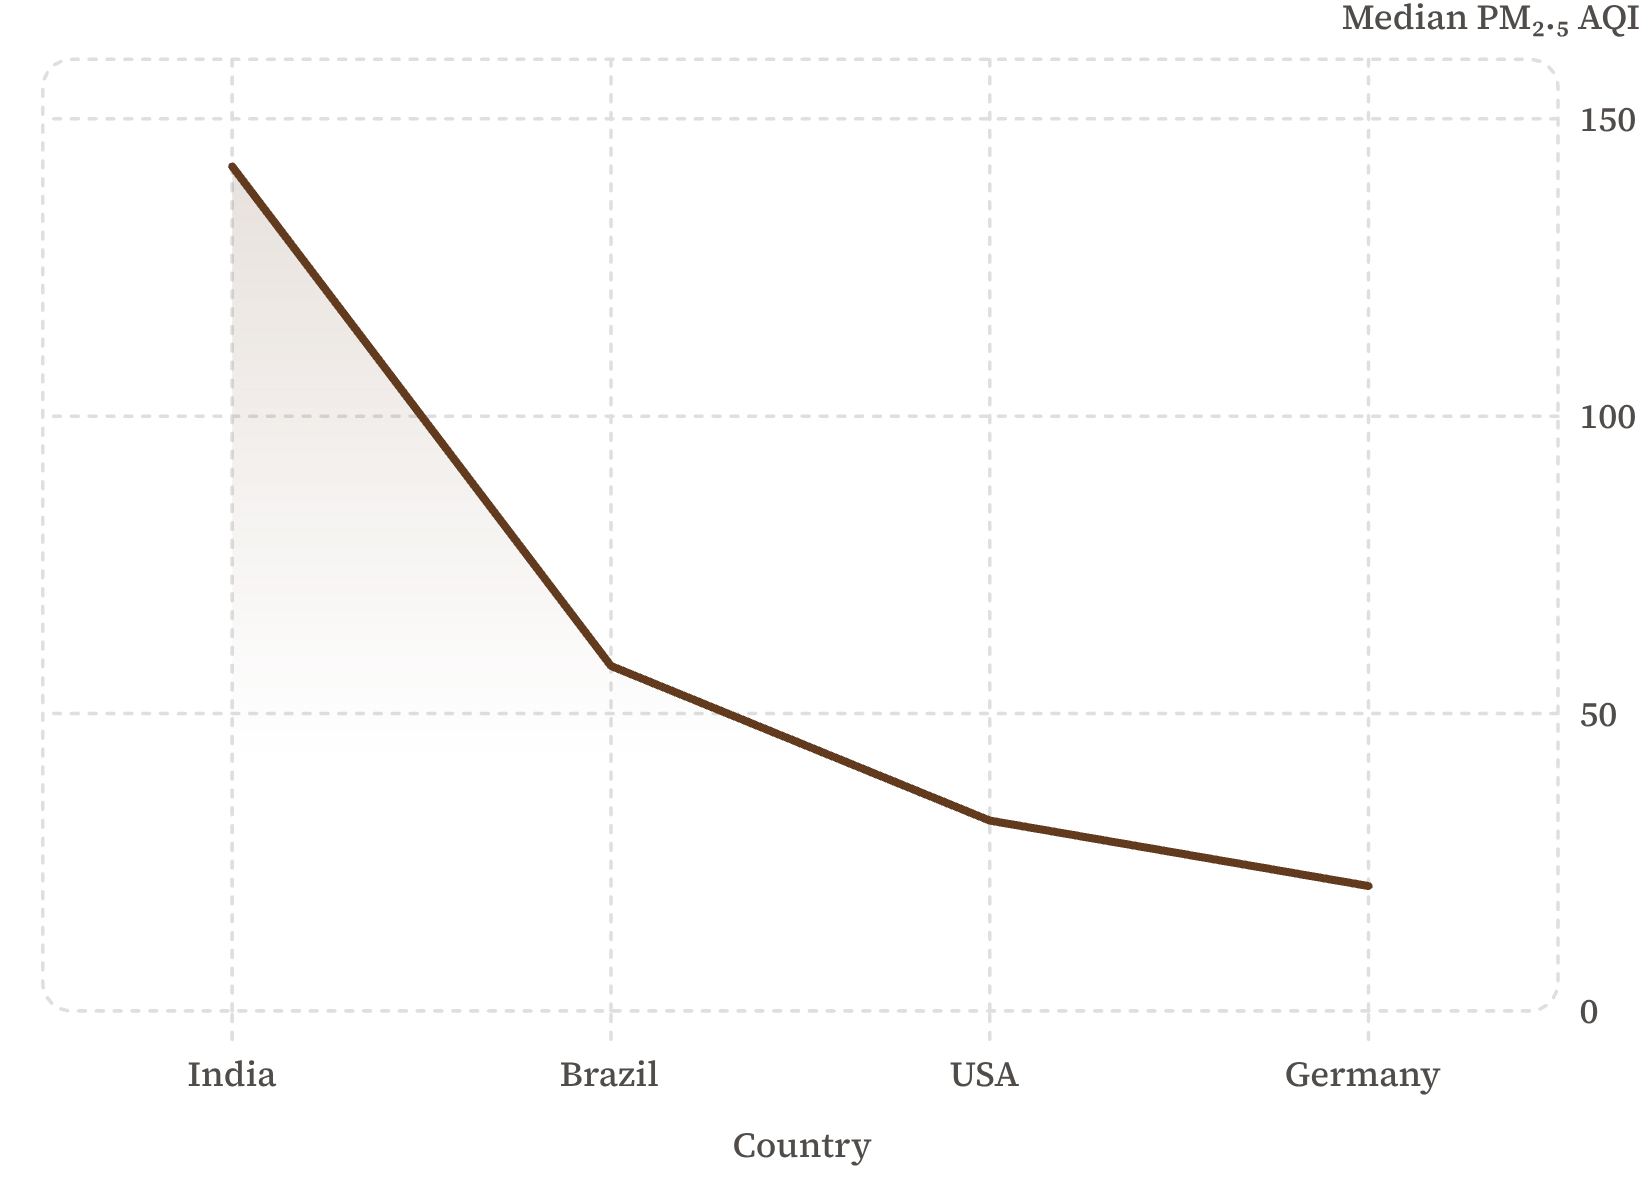 Median PM₂.₅ AQI
150
100
50
0
India Brazil USA Germany
Country